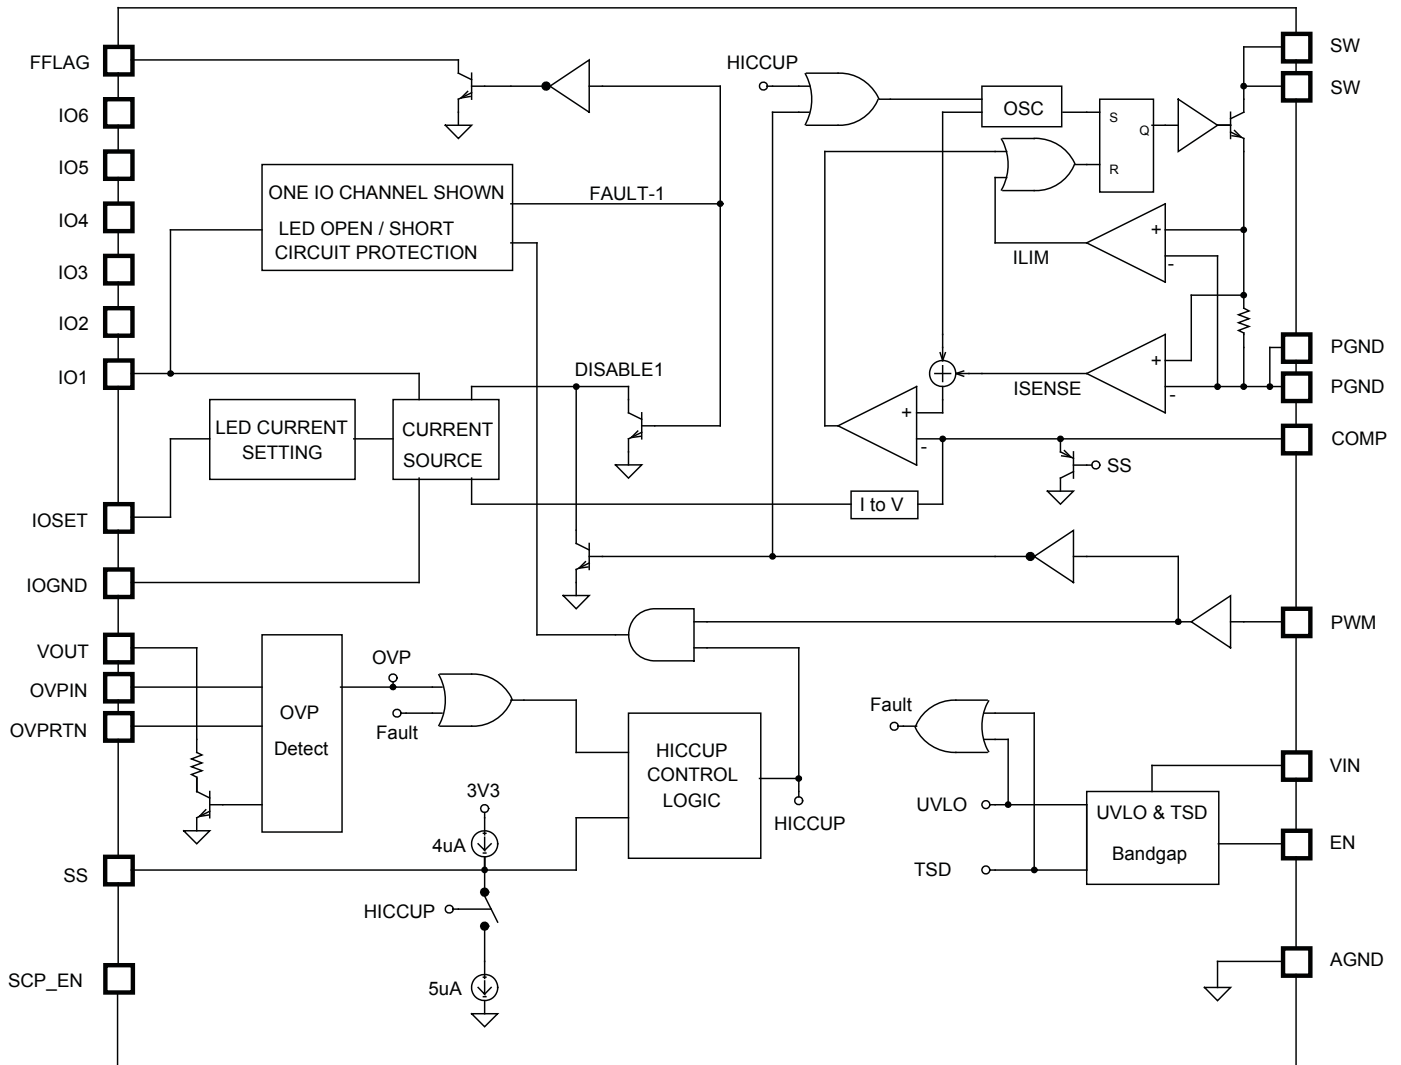 SW
FFLAG
HICCUP
SW
OSC
IO6
S
Q
IO5
R
ONE IO CHANNEL SHOWN
FAULT-1
LED OPEN / SHORT
CIRCUIT PROTECTION
IO4
+
ILIM
-
IO3
IO2
PGND
+
IO1
DISABLE1
+
ISENSE
-
PGND
LED CURRENT
SETTING
CURRENT
SOURCE
+
-
COMP
SS
I to V
IOSET
IOGND
PWM
VOUT
OVP
OVPIN
OVP
Detect
Fault
Fault
OVPRTN
HICCUP
CONTROL
LOGIC
VIN
3V3
HICCUP
UVLO
UVLO & TSD
Bandgap
4uA
EN
SS
TSD
HICCUP
AGND
SCP_EN
5uA